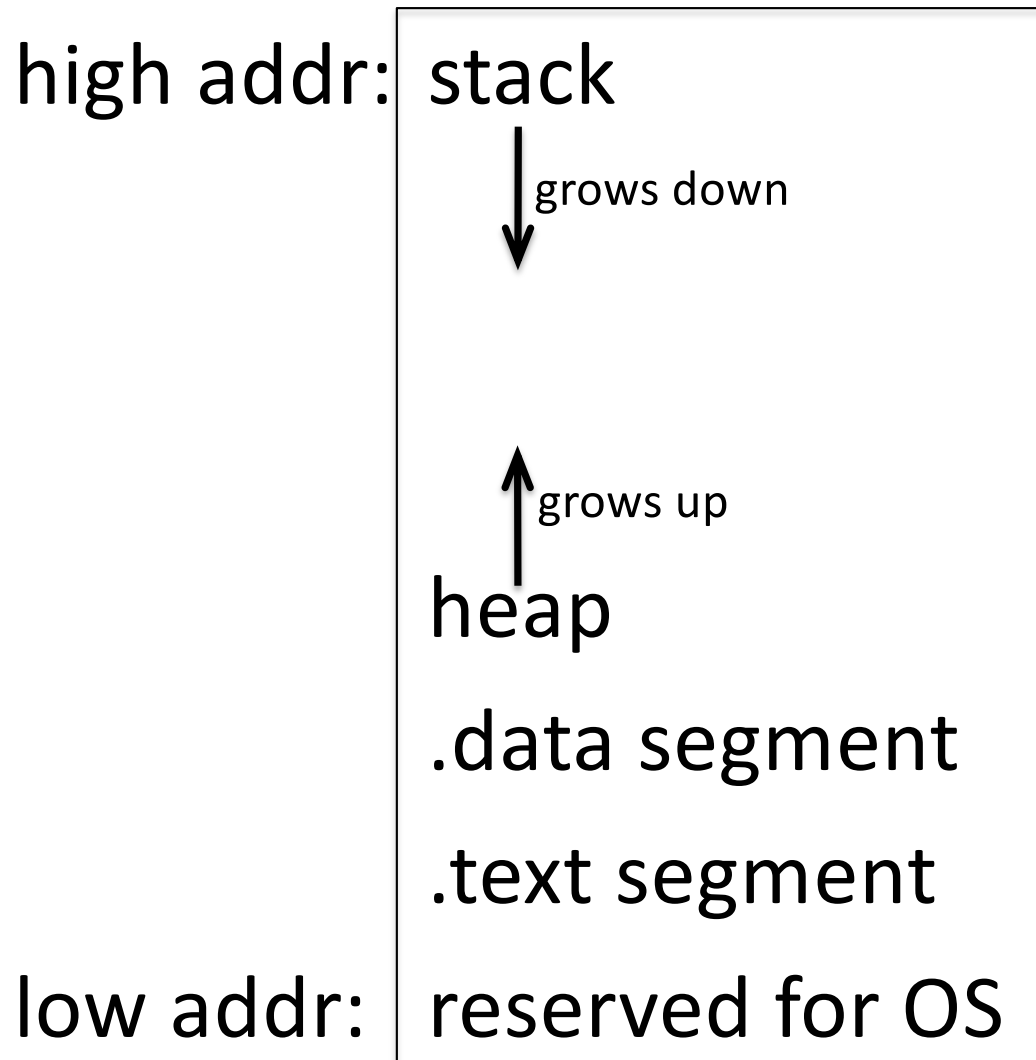 high addr: stack
grows down
grows up
heap
.data segment
.text segment
low addr: reserved for OS